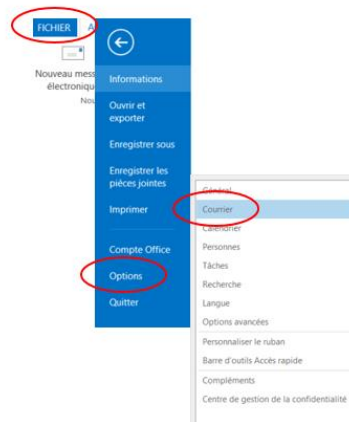 FICHIER A
Nouveau mess
électroniqu
Nou
Informations
Ouvrir et
exporter
Enregistrer sous
Enregistrer les
pièces jointes
Imprimer
Compte Office
Options
Quitter
Général
Courrier
Calendrier
Personnes
Tâches
Recherche
Langue
Options avancées
Personnaliser le ruban
Barre d'outils Accès rapide
Compléments
Centre de gestion de la confidentialité